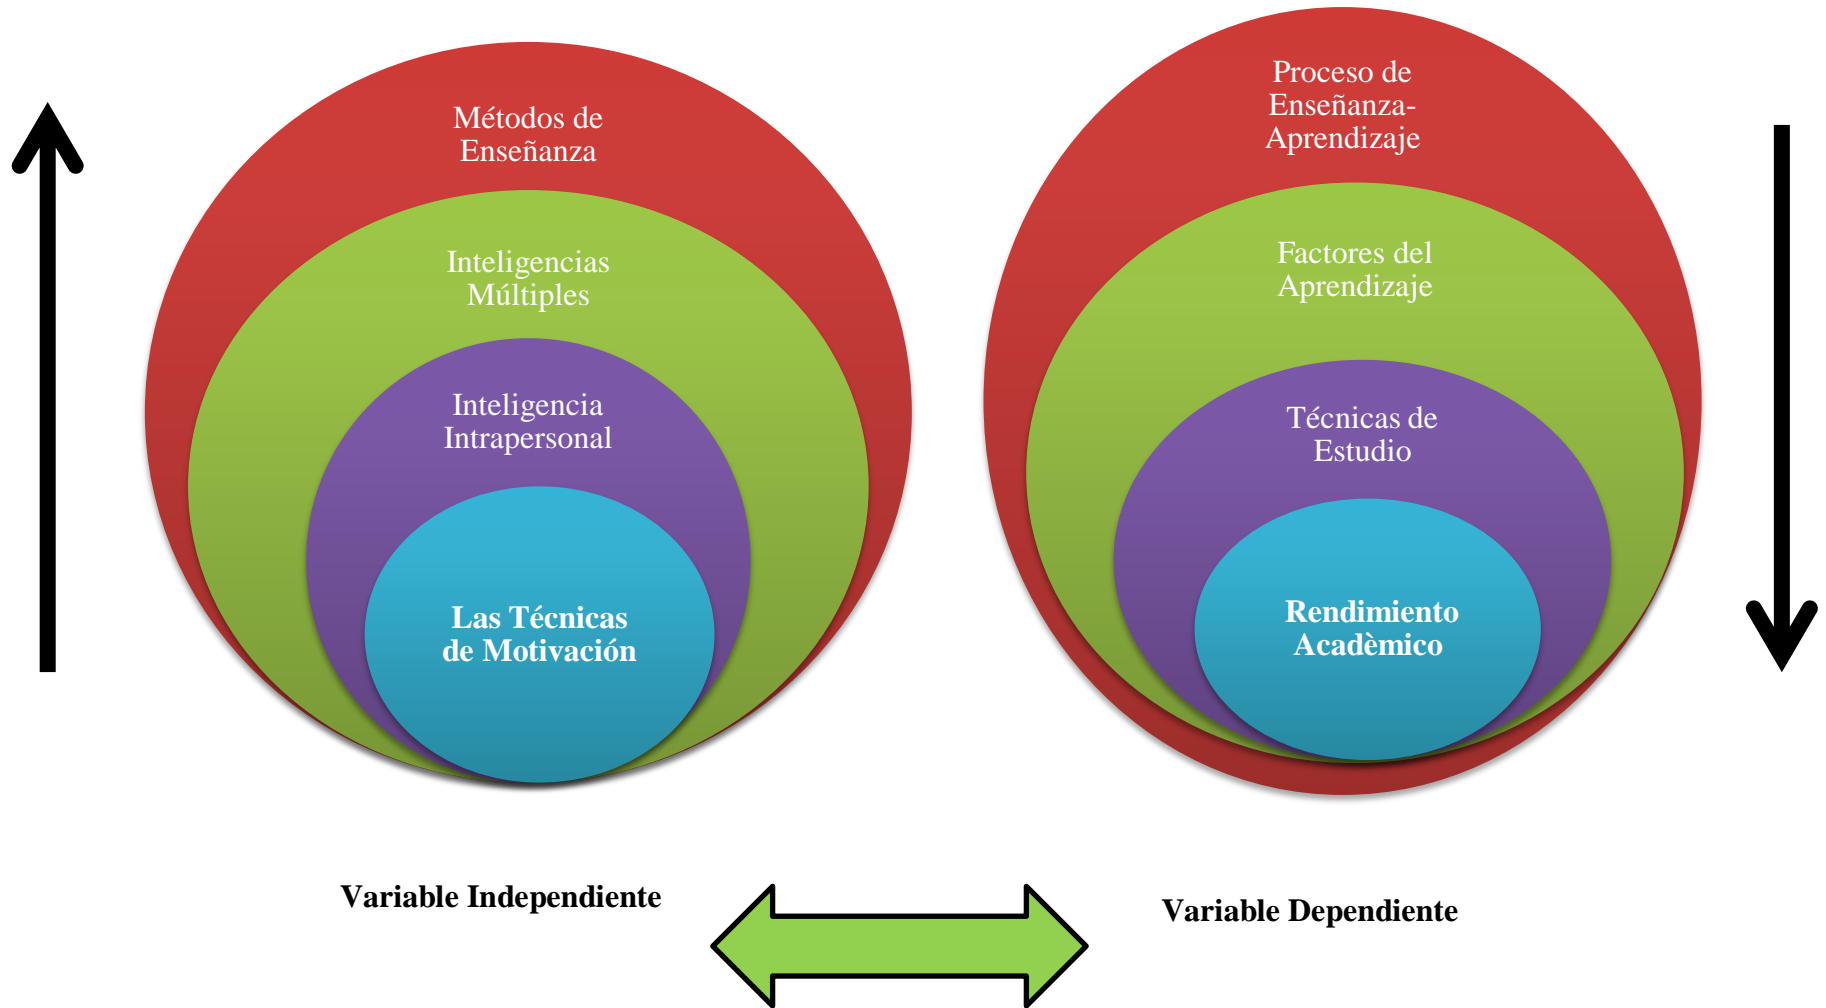 Métodos de
Enseñanza
Inteligencias
Múltiples
Inteligencia
Intrapersonal
Las Técnicas
de Motivación
Proceso de
Enseñanza-
Aprendizaje
Factores del
Aprendizaje
Técnicas de
Estudio
Rendimiento
Acadèmico
Variable Independiente
Variable Dependiente